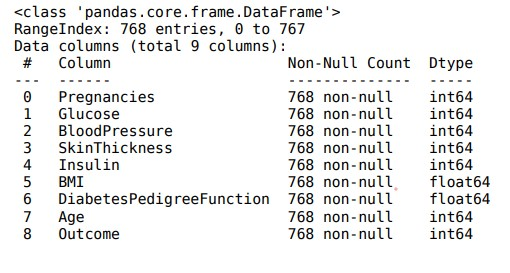 <class 'pandas.core.frame.DataFrame'>
RangeIndex: 768 entries, 0 to 767
Data columns (total 9 columns):
 #   Column                    Non-Null Count  Dtype
---  ------                    --------------  -----
 0   Pregnancies               768 non-null    int64
 1   Glucose                   768 non-null    int64
 2   BloodPressure             768 non-null    int64
 3   SkinThickness             768 non-null    int64
 4   Insulin                   768 non-null    int64
 5   BMI                       768 non-null    float64
 6   DiabetesPedigreeFunction  768 non-null    float64
 7   Age                       768 non-null    int64
 8   Outcome                   768 non-null    int64